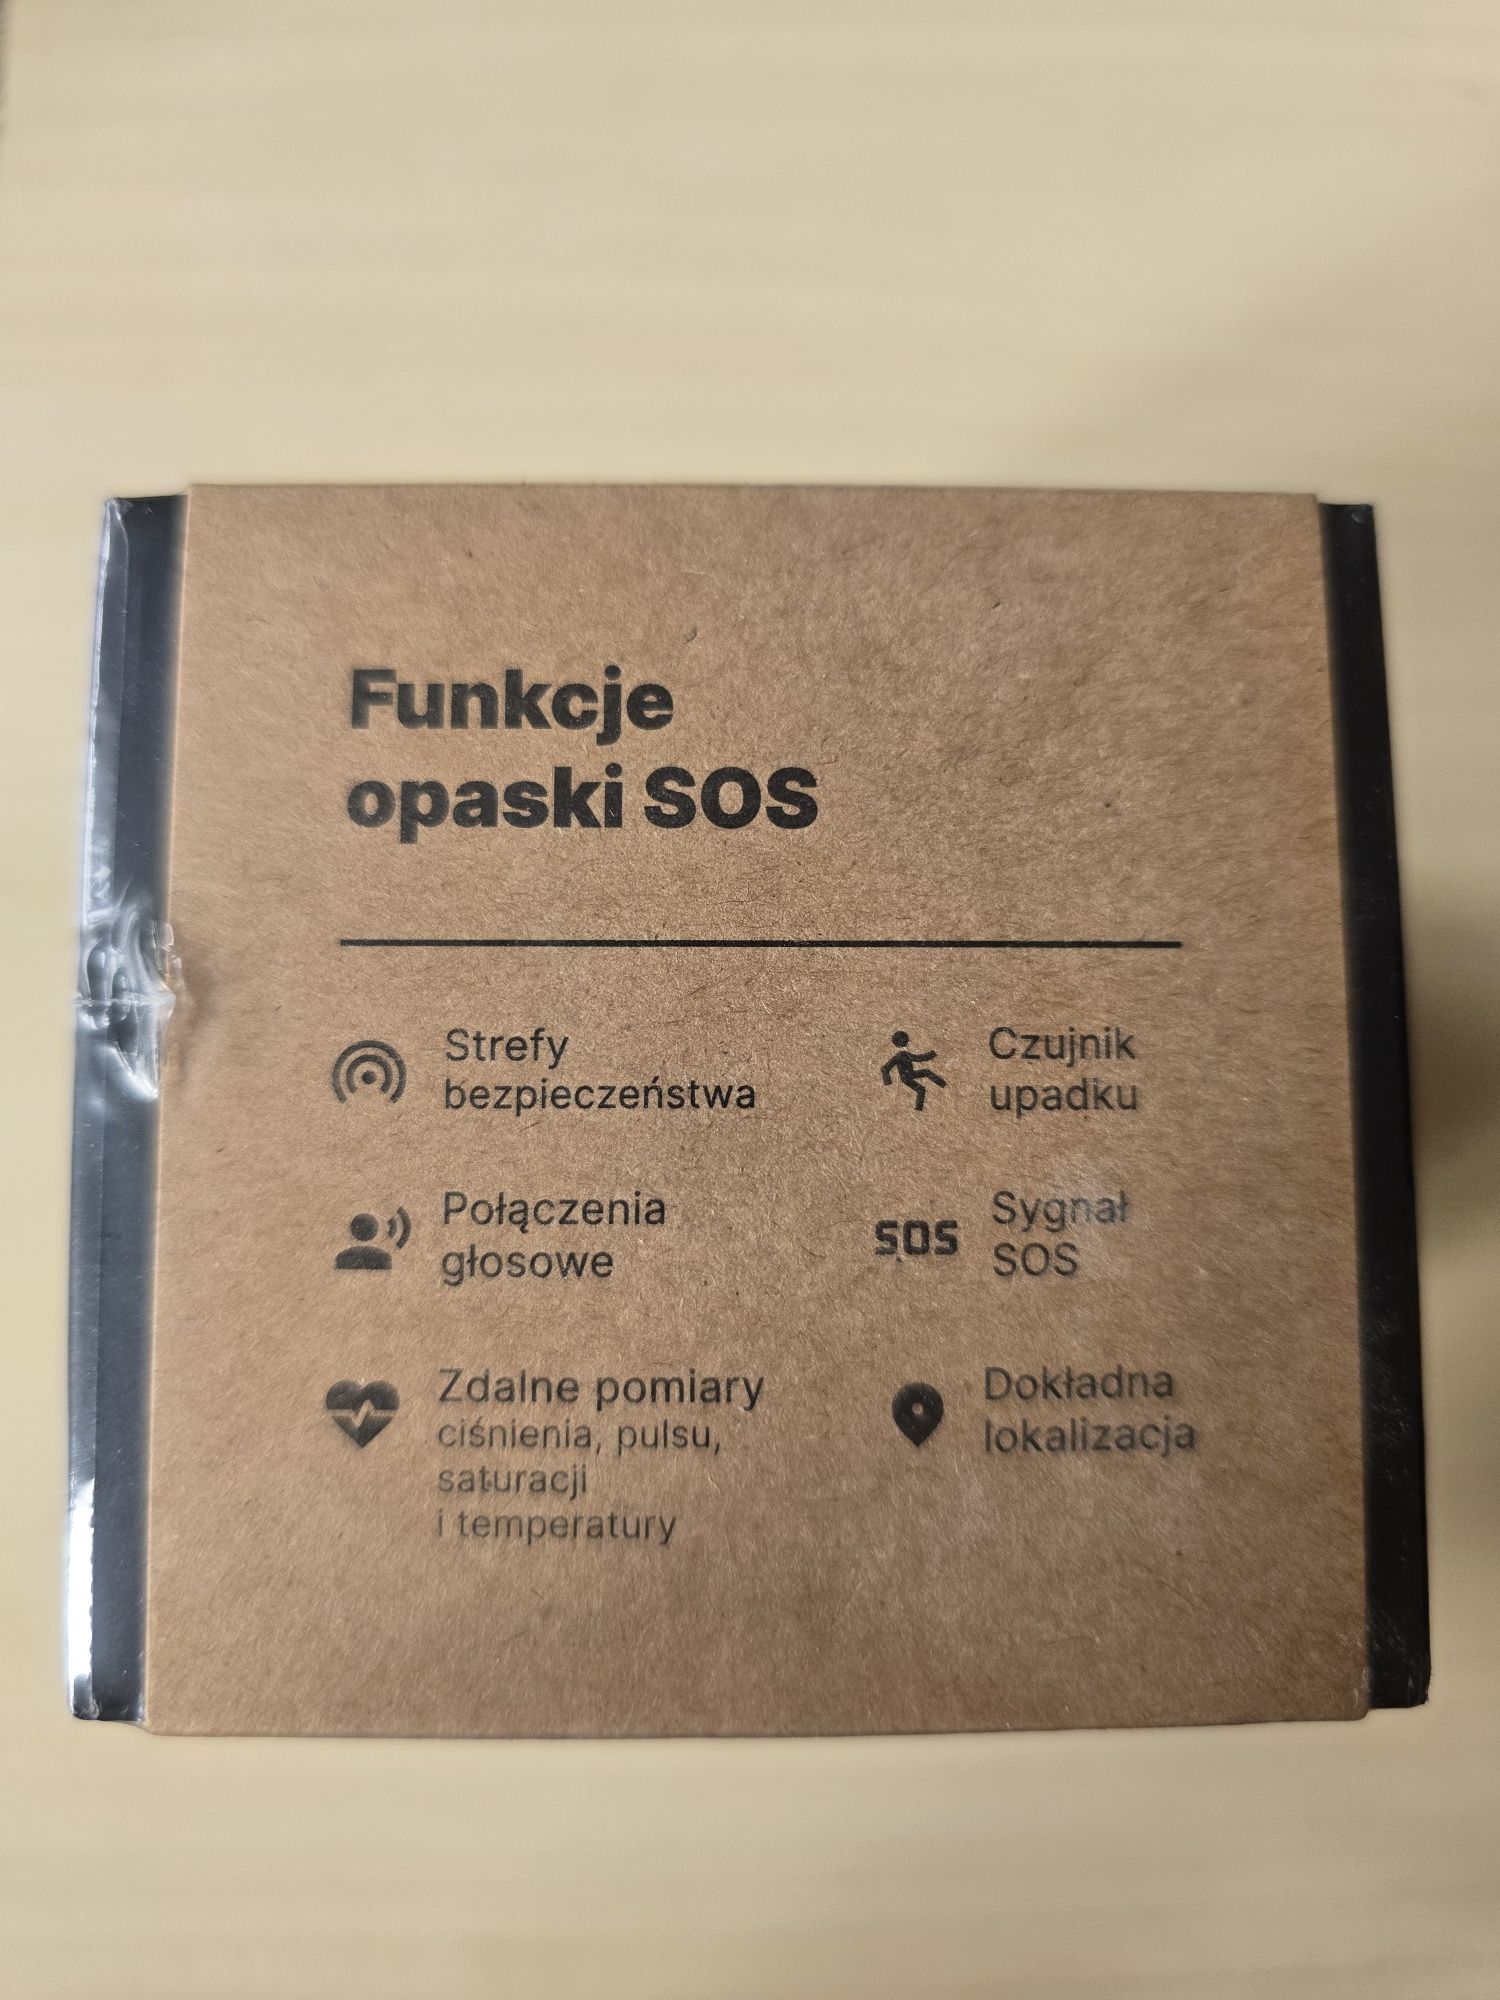 Funkcje
opaski SOS
Strefy
bezpieczeństwa
Czujnik
upadku
Połączenia
głosowe
SOS
Sygnał
SOS
Zdalne pomiary
ciśnienia, pulsu,
saturacji
i temperatury
Dokładna
lokalizacja